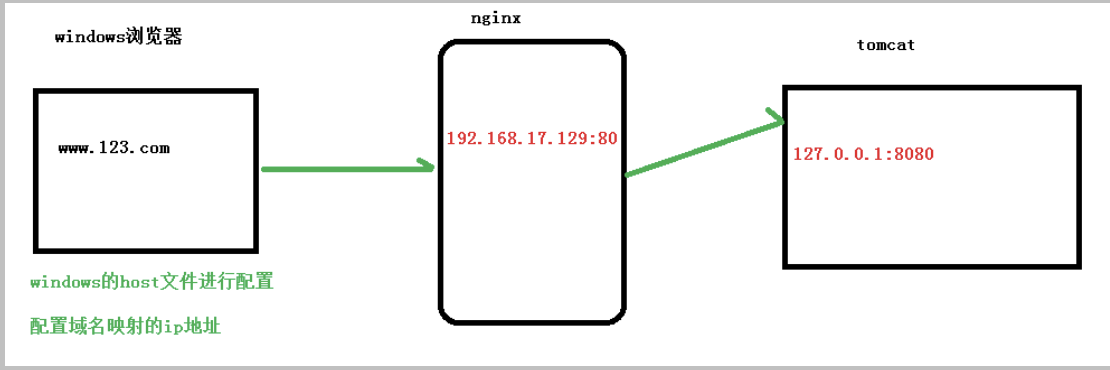 windows浏览器
nginx
tomcat
www.123.com
192.168.17.129:80
127.0.0.1:8080
windows的host文件进行配置
配置域名映射的ip地址